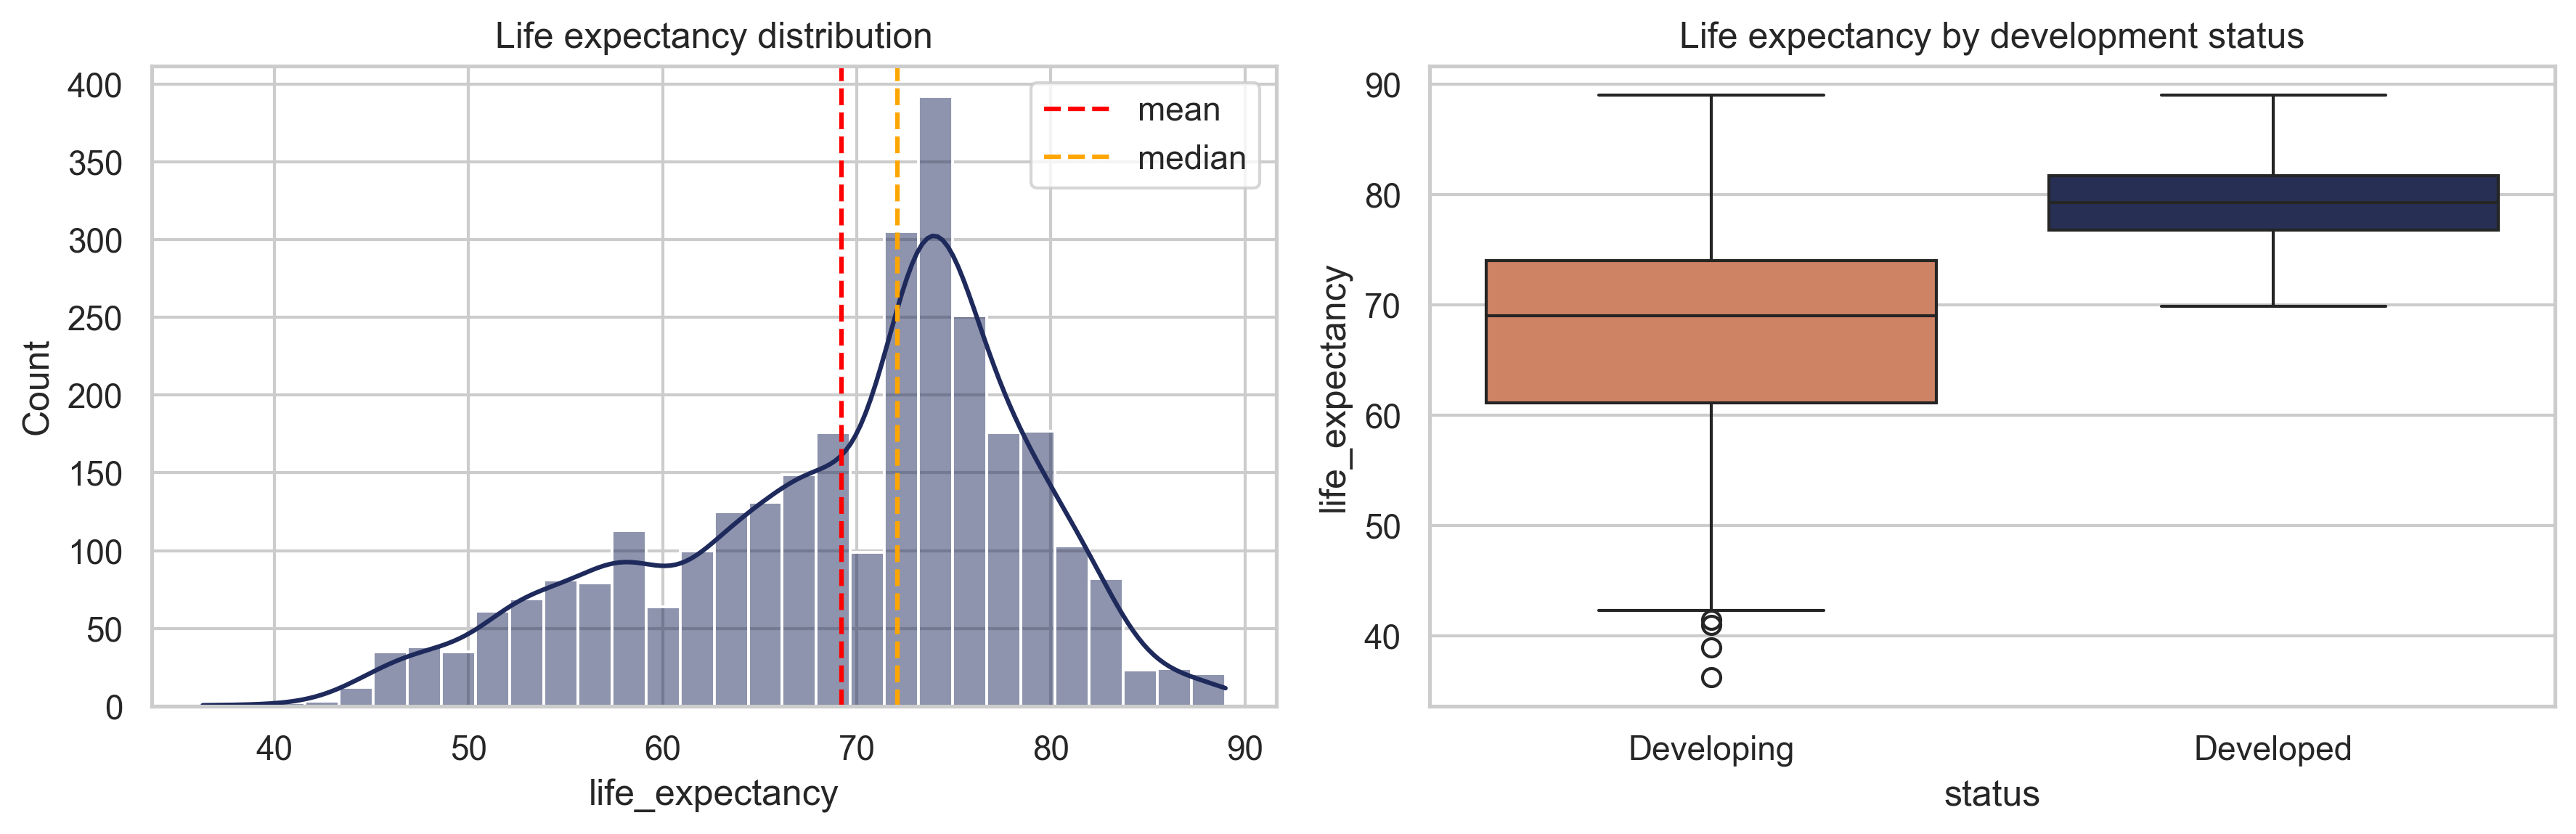 Life expectancy distribution
400
350
300
250
200
150
100
50
0
Count
mean
median
40 50 60 70 80 90
life_expectancy
Life expectancy by development status
90
80
70
60
50
40
life_expectancy
Developing Developed
status